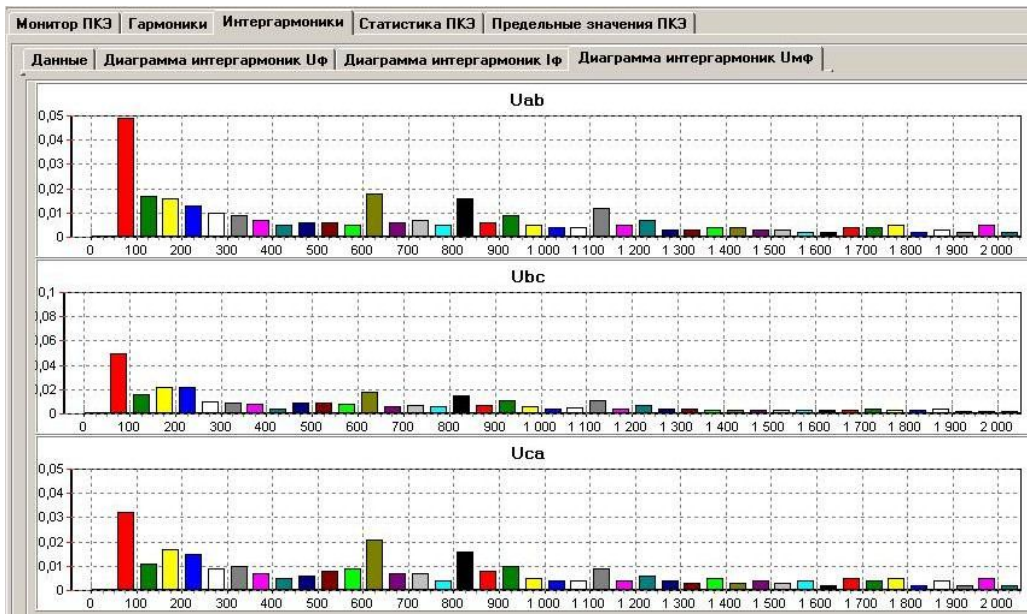 Монитор ПКЭ Гармоники Интергармоники Статистика ПКЭ Предельные значения ПКЭ
Данные Диаграмма интергармоник Uф Диаграмма интергармоник Iф Диаграмма интергармоник Uмф
Uab
0,05
0,04
0,03
0,02
0,01
0
0 100 200 300 400 500 600 700 800 900 1 000 1 100 1 200 1 300 1 400 1 500 1 600 1 700 1 800 1 900 2 000
Ubc
0,1
,08
,06
,04
,02
0
0 100 200 300 400 500 600 700 800 900 1 000 1 100 1 200 1 300 1 400 1 500 1 600 1 700 1 800 1 900 2 000
Uca
0,05
0,04
0,03
0,02
0,01
0
0 100 200 300 400 500 600 700 800 900 1 000 1 100 1 200 1 300 1 400 1 500 1 600 1 700 1 800 1 900 2 000